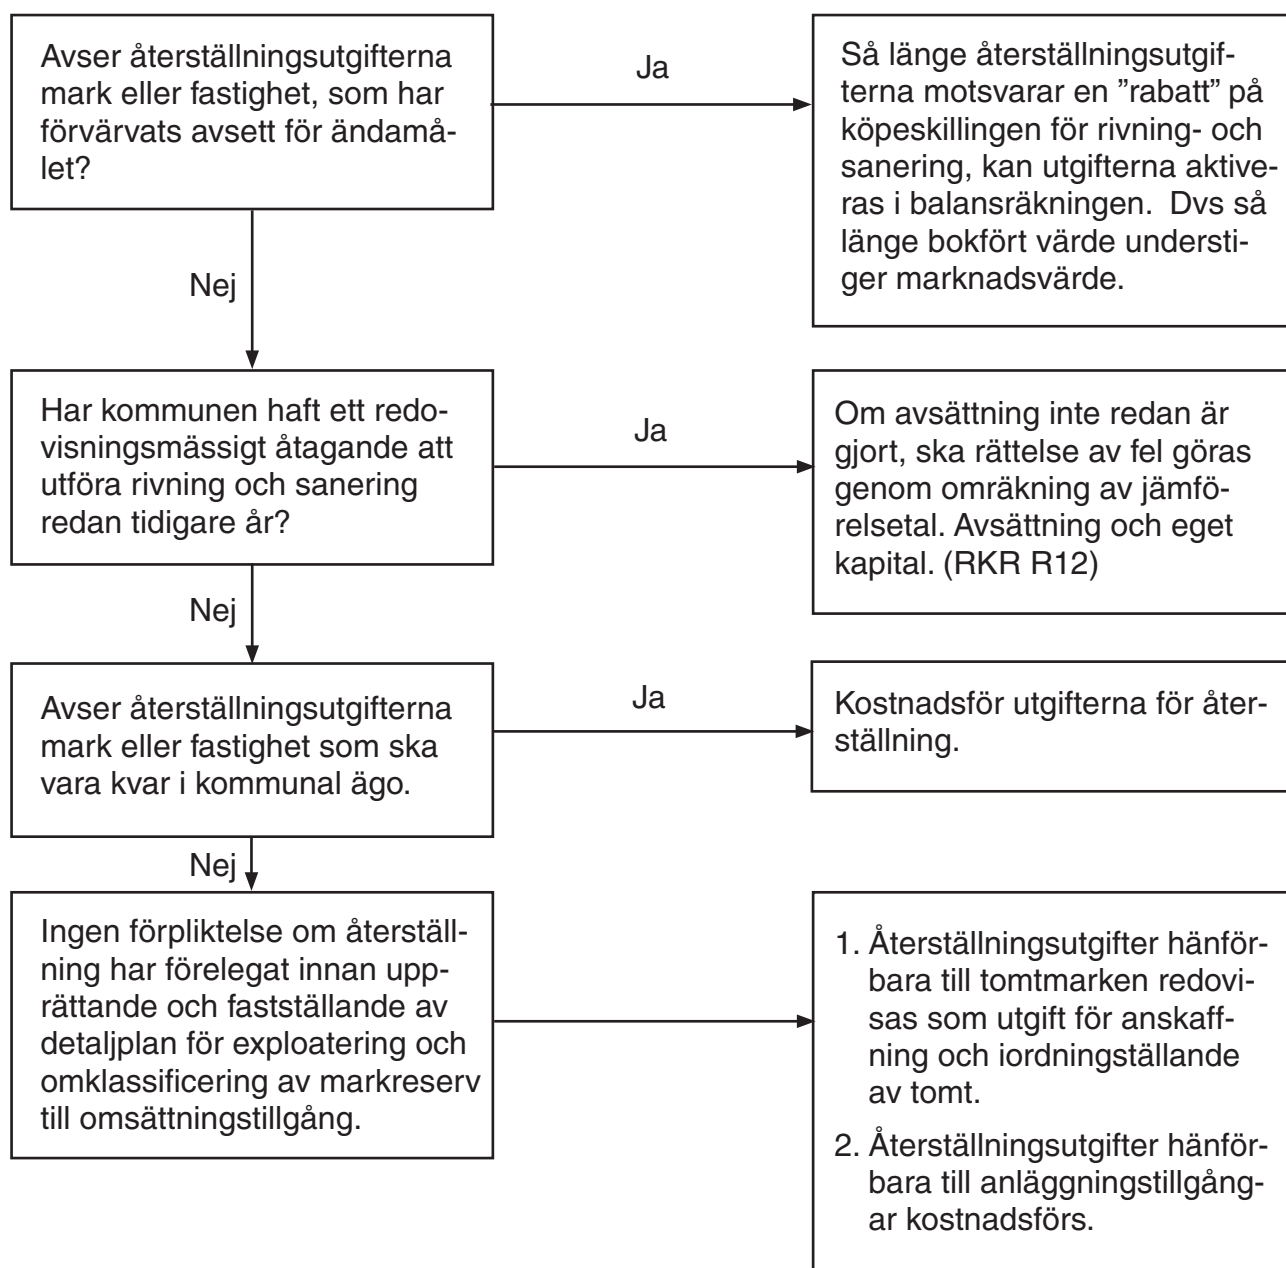 Avser återställningsutgifterna
mark eller fastighet, som har
förvärvats avsett för ändamå-
let?
Ja
Så länge återställningsutgif-
terna motsvarar en ”rabatt” på
köpeskillingen för rivning- och
sanering, kan utgifterna aktive-
ras i balansräkningen.  Dvs så
länge bokfört värde understi-
ger marknadsvärde.
Nej
Har kommunen haft ett redo-
visningsmässigt åtagande att
utföra rivning och sanering
redan tidigare år?
Ja
Om avsättning inte redan är
gjort, ska rättelse av fel göras
genom omräkning av jämfö-
relsetal. Avsättning och eget
kapital. (RKR R12)
Nej
Avser återställningsutgifterna
mark eller fastighet som ska
vara kvar i kommunal ägo.
Ja
Kostnadsför utgifterna för åter-
ställning.
Nej
Ingen förpliktelse om återställ-
ning har förelegat innan upp-
rättande och fastställande av
detaljplan för exploatering och
omklassificering av markreserv
till omsättningstillgång.
1. Återställningsutgifter hänför-
bara till tomtmarken redovi-
sas som utgift för anskaff-
ning och iordningställande
av tomt.
2. Återställningsutgifter hänför-
bara till anläggningstillgång-
ar kostnadsförs.